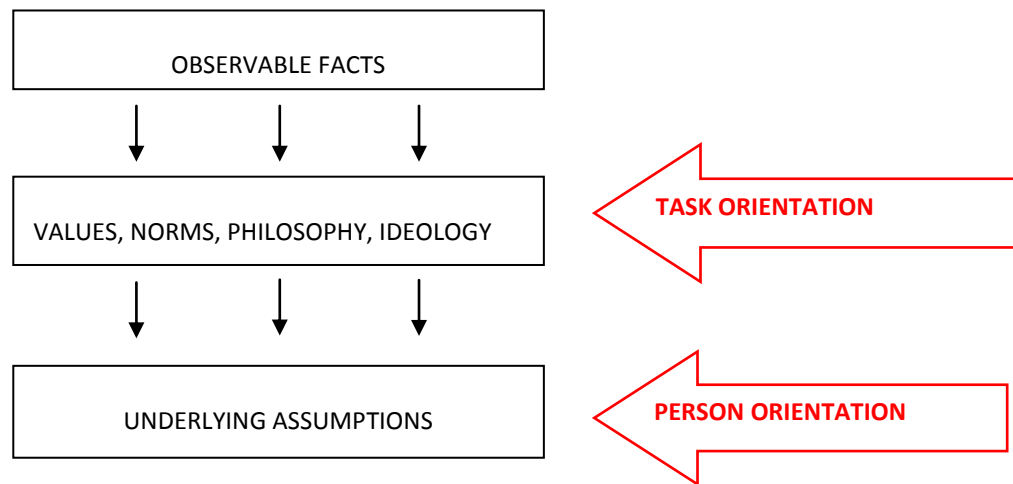 OBSERVABLE FACTS
VALUES, NORMS, PHILOSOPHY, IDEOLOGY
TASK ORIENTATION
UNDERLYING ASSUMPTIONS
PERSON ORIENTATION